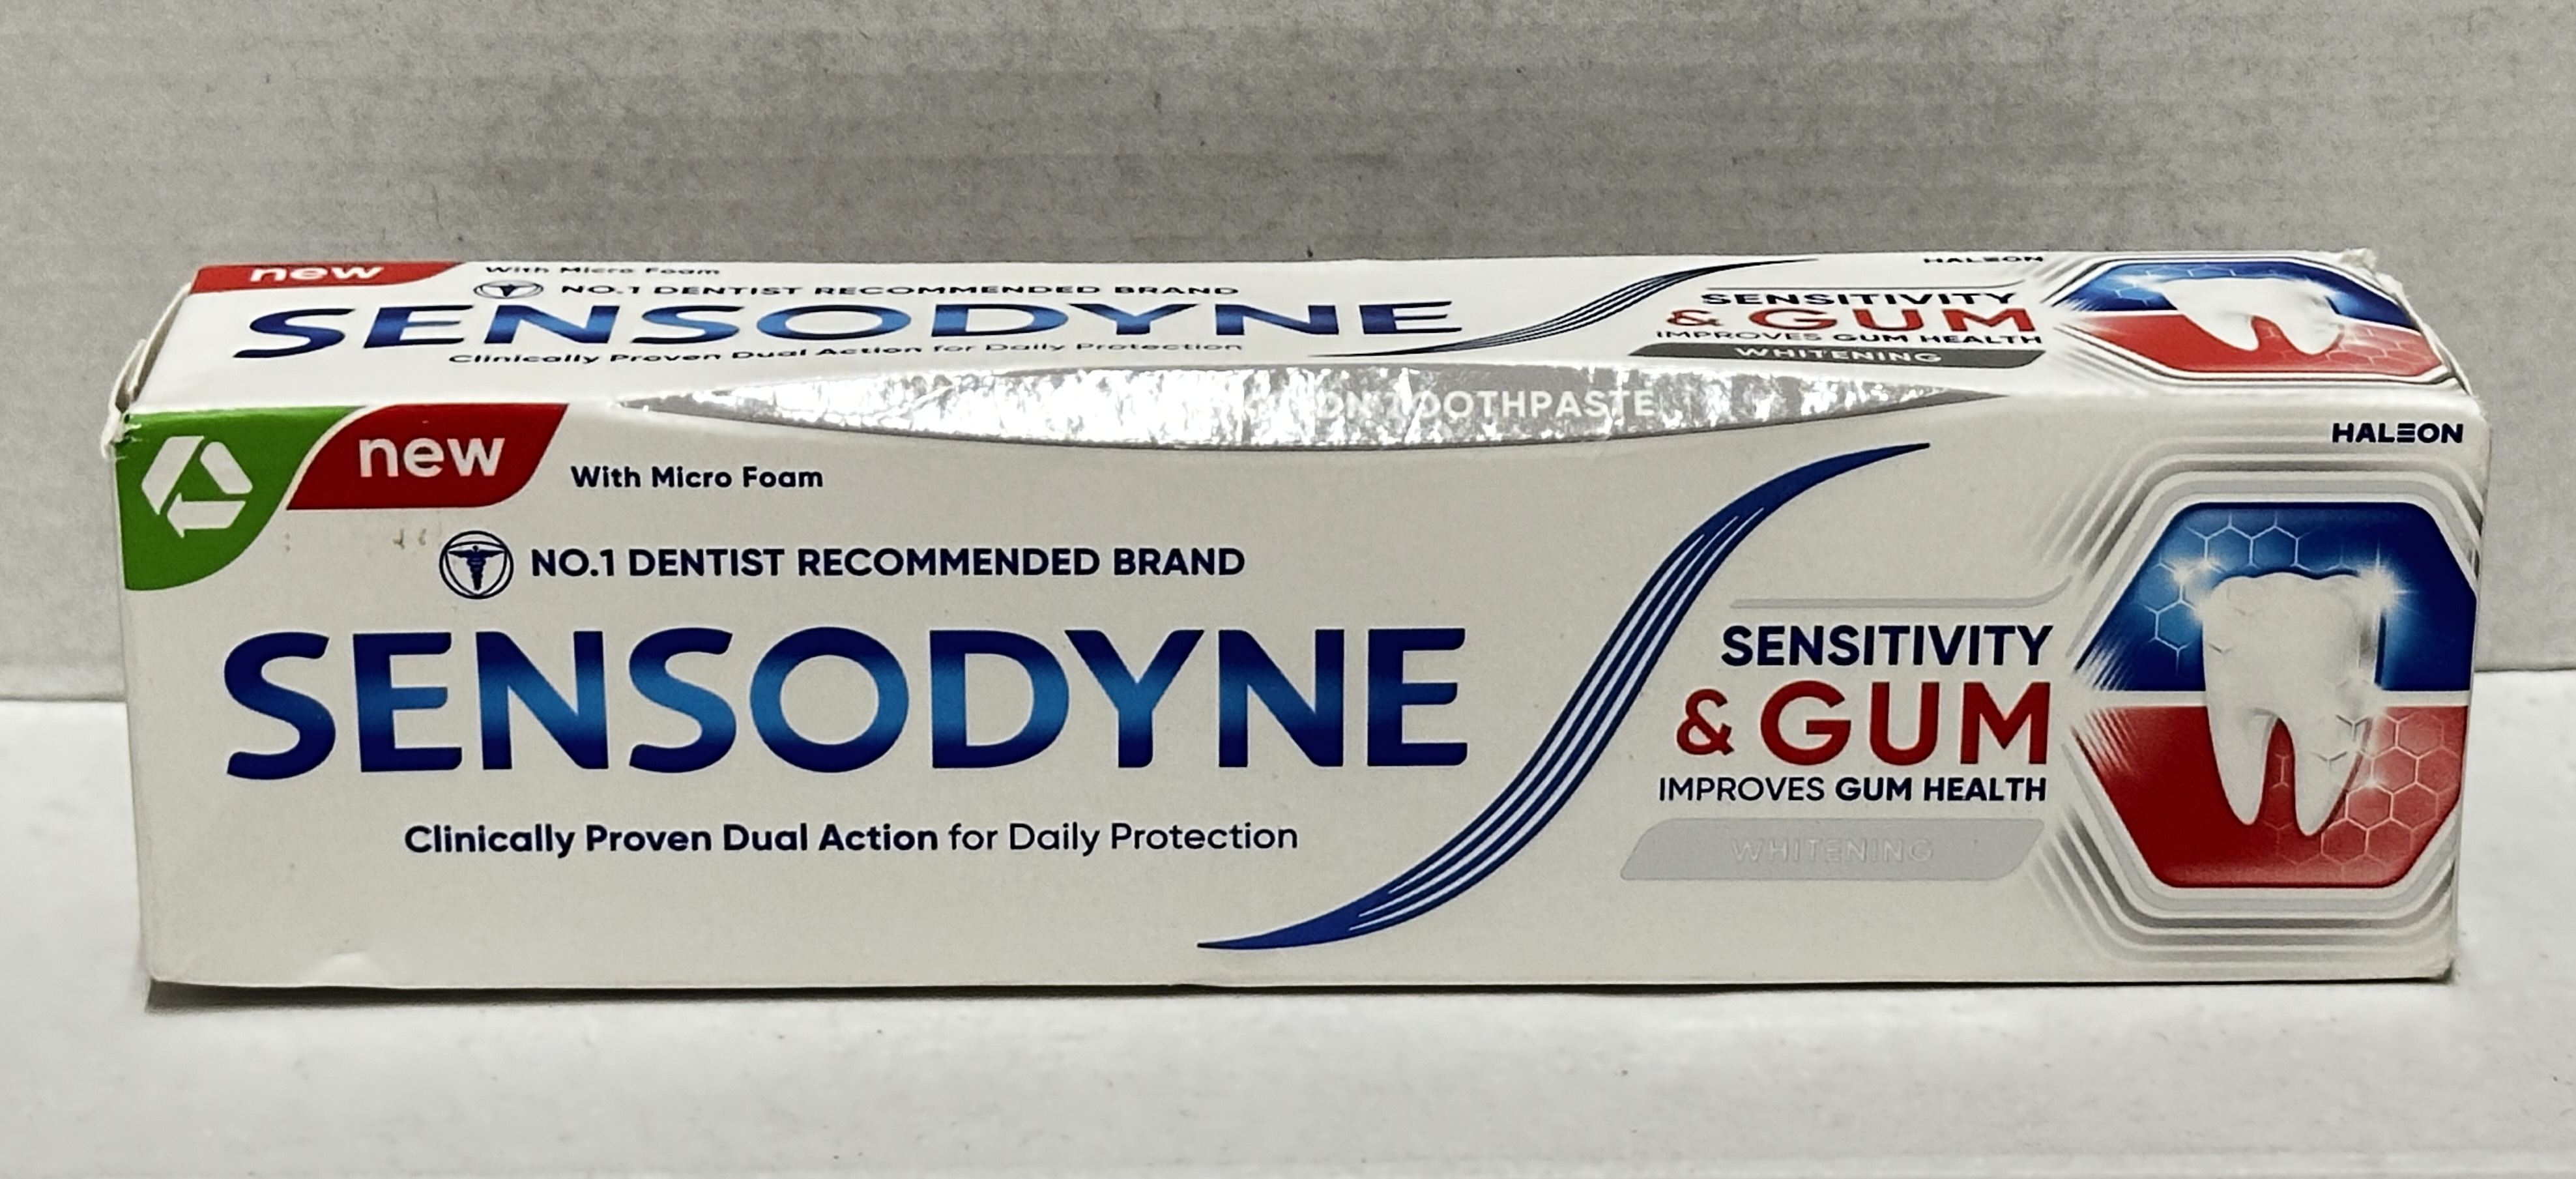 new
With Micro Foam
HALEON
NO.1 DENTIST RECOMMENDED BRAND
SENSODYNE
Clinically Proven Dual Action for Daily Protection
SENSITIVITY
& GUM
IMPROVES GUM HEALTH
WHITENING
TOOTHPASTE
new
With Micro Foam
HALEON
NO.1 DENTIST RECOMMENDED BRAND
SENSODYNE
Clinically Proven Dual Action for Daily Protection
SENSITIVITY
& GUM
IMPROVES GUM HEALTH
WHITENING